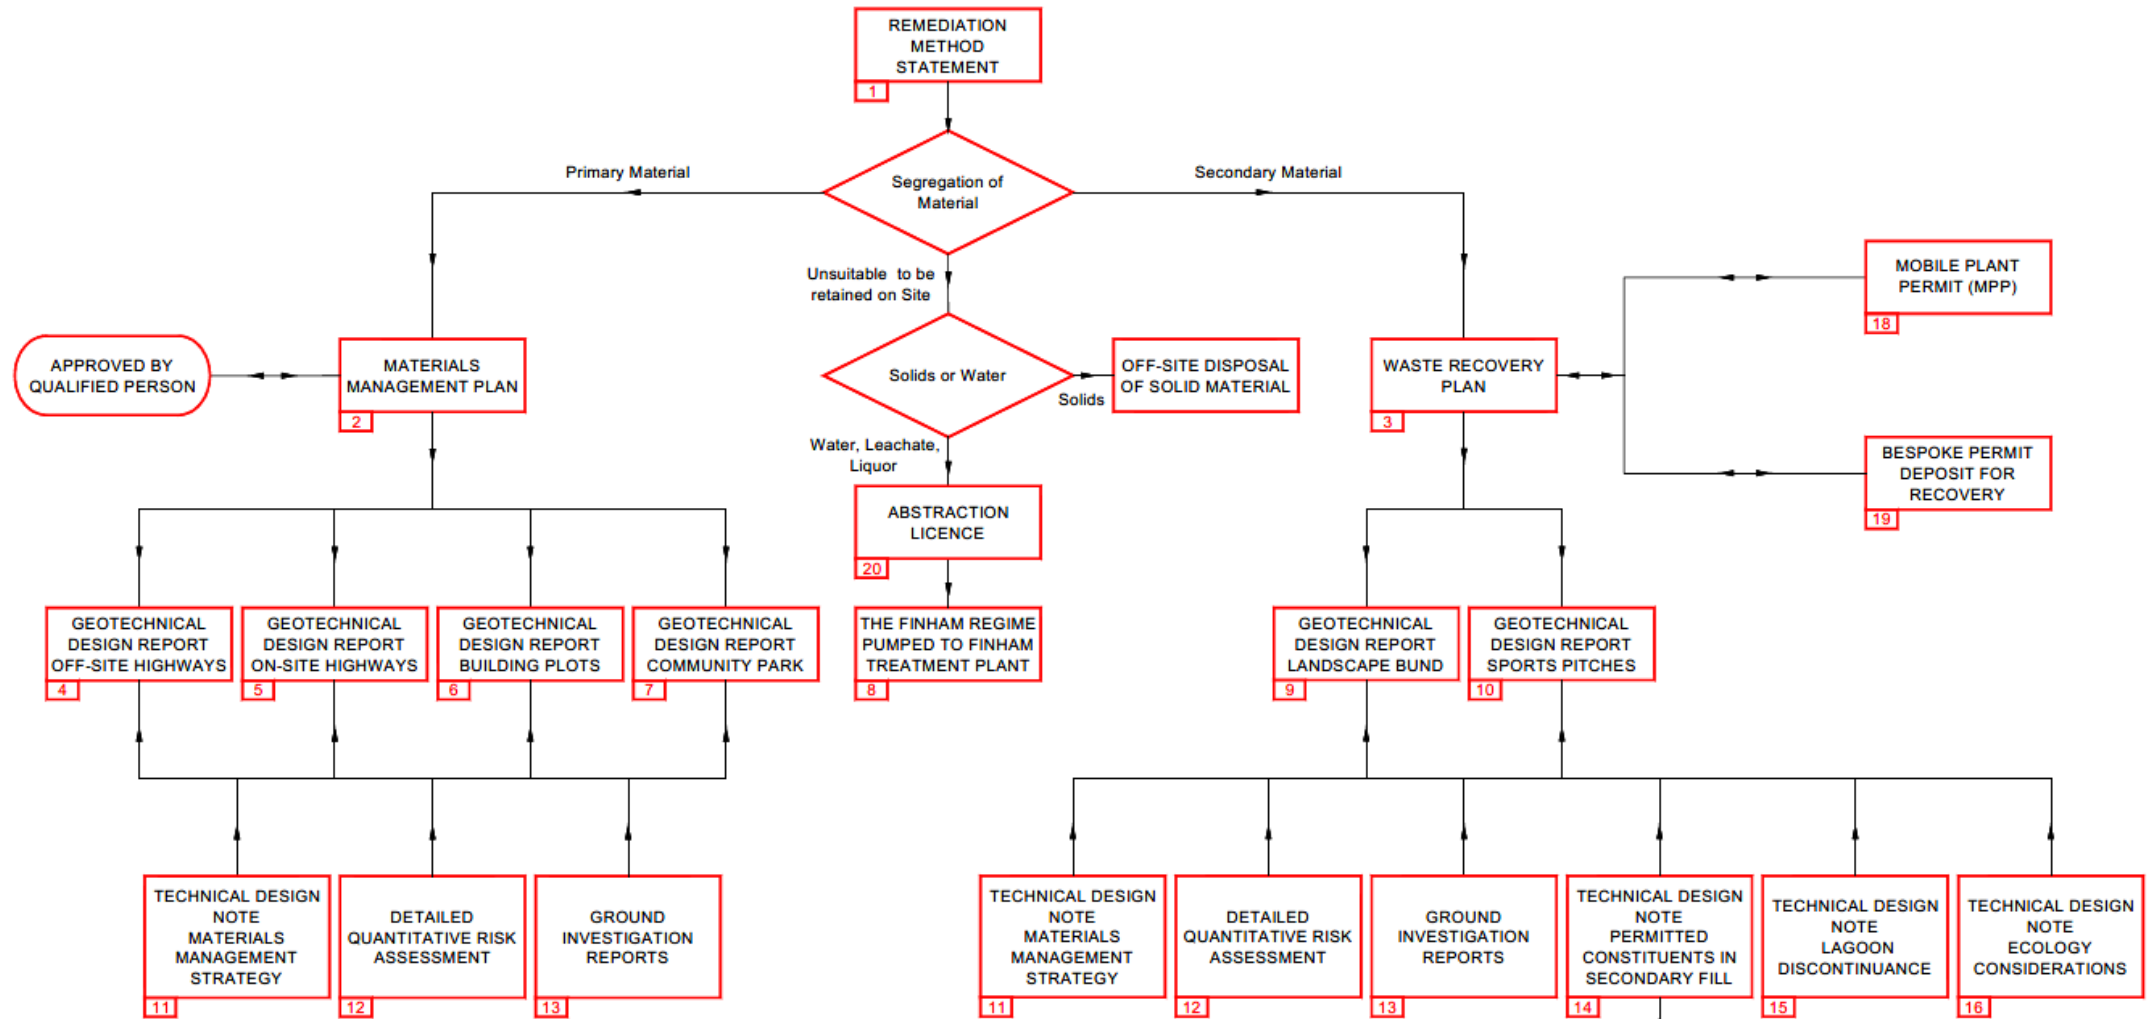 REMEDIATION
METHOD
STATEMENT
1
Segregation of
Material
Primary Material
Secondary Material
Unsuitable to be
retained on Site
MOBILE PLANT
PERMIT (MPP)
18
APPROVED BY
QUALIFIED PERSON
MATERIALS
MANAGEMENT PLAN
2
Solids or Water
Solids
OFF-SITE DISPOSAL
OF SOLID MATERIAL
WASTE RECOVERY
PLAN
3
Water, Leachate,
Liquor
BESPOKE PERMIT
DEPOSIT FOR
RECOVERY
19
ABSTRACTION
LICENCE
20
GEOTECHNICAL
DESIGN REPORT
OFF-SITE HIGHWAYS
4
GEOTECHNICAL
DESIGN REPORT
ON-SITE HIGHWAYS
5
GEOTECHNICAL
DESIGN REPORT
BUILDING PLOTS
6
GEOTECHNICAL
DESIGN REPORT
COMMUNITY PARK
7
THE FINHAM REGIME
PUMPED TO FINHAM
TREATMENT PLANT
8
GEOTECHNICAL
DESIGN REPORT
LANDSCAPE BUND
9
GEOTECHNICAL
DESIGN REPORT
SPORTS PITCHES
10
TECHNICAL DESIGN
NOTE
MATERIALS
MANAGEMENT
STRATEGY
11
DETAILED
QUANTITATIVE RISK
ASSESSMENT
12
GROUND
INVESTIGATION
REPORTS
13
TECHNICAL DESIGN
NOTE
MATERIALS
MANAGEMENT
STRATEGY
11
DETAILED
QUANTITATIVE RISK
ASSESSMENT
12
GROUND
INVESTIGATION
REPORTS
13
TECHNICAL DESIGN
NOTE
PERMITTED
CONSTITUENTS IN
SECONDARY FILL
14
TECHNICAL DESIGN
NOTE
LAGOON
DISCONTINUANCE
15
TECHNICAL DESIGN
NOTE
ECOLOGY
CONSIDERATIONS
16